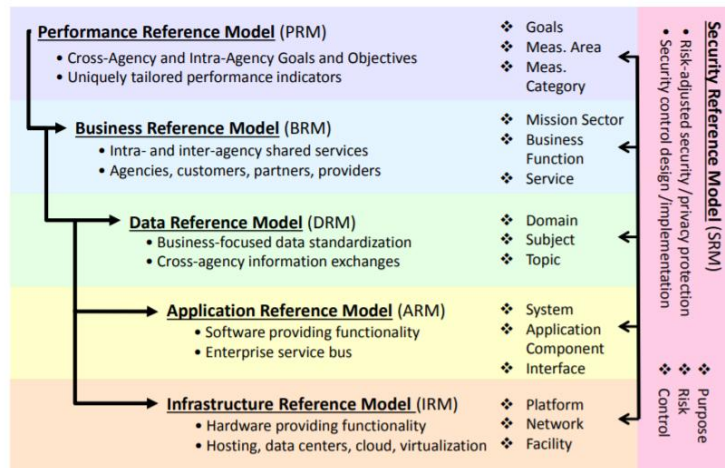 Performance Reference Model (PRM)
• Cross-Agency and Intra-Agency Goals and Objectives
• Uniquely tailored performance indicators
❖ Goals
❖ Meas. Area
❖ Meas.
Category
Business Reference Model (BRM)
• Intra- and inter-agency shared services
• Agencies, customers, partners, providers
❖ Mission Sector
❖ Business
Function
❖ Service
Data Reference Model (DRM)
• Business-focused data standardization
• Cross-agency information exchanges
❖ Domain
❖ Subject
❖ Topic
Application Reference Model (ARM)
• Software providing functionality
• Enterprise service bus
❖ System
❖ Application
Component
❖ Interface
Infrastructure Reference Model (IRM)
• Hardware providing functionality
• Hosting, data centers, cloud, virtualization
❖ Platform
❖ Network
❖ Facility
Security Reference Model (SRM)
• Risk-adjusted security /privacy protection
• Security control design /implementation
❖ Purpose
❖ Risk
❖ Control